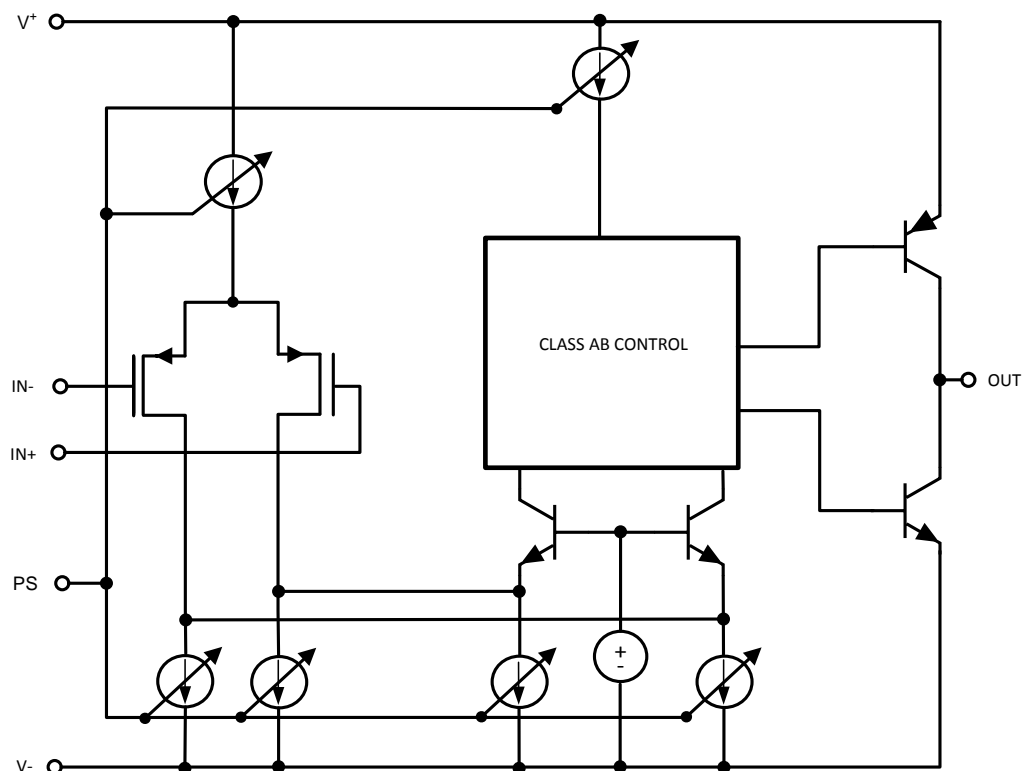 V+
CLASS AB CONTROL
IN-
OUT
IN+
PS
+
-
V-